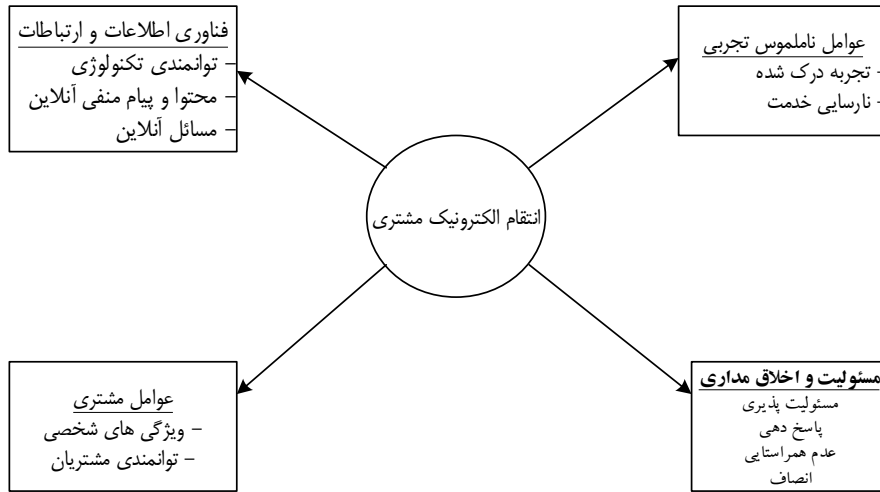 عوامل ناملموس تجربی
- تجربه درک شده
- نارسایی خدمت
فناوری اطلاعات و ارتباطات
- توانمندی تکنولوژی
- محتوا و پیام منفی آنلاین
- مسائل آنلاین
انتقام الکترونیک مشتری
مسئولیت و اخلاق مداری
مسئولیت پذیری
پاسخ دهی
عدم همراستایی
انصاف
عوامل مشتری
- ویژگی های شخصی
- توانمندی مشتریان